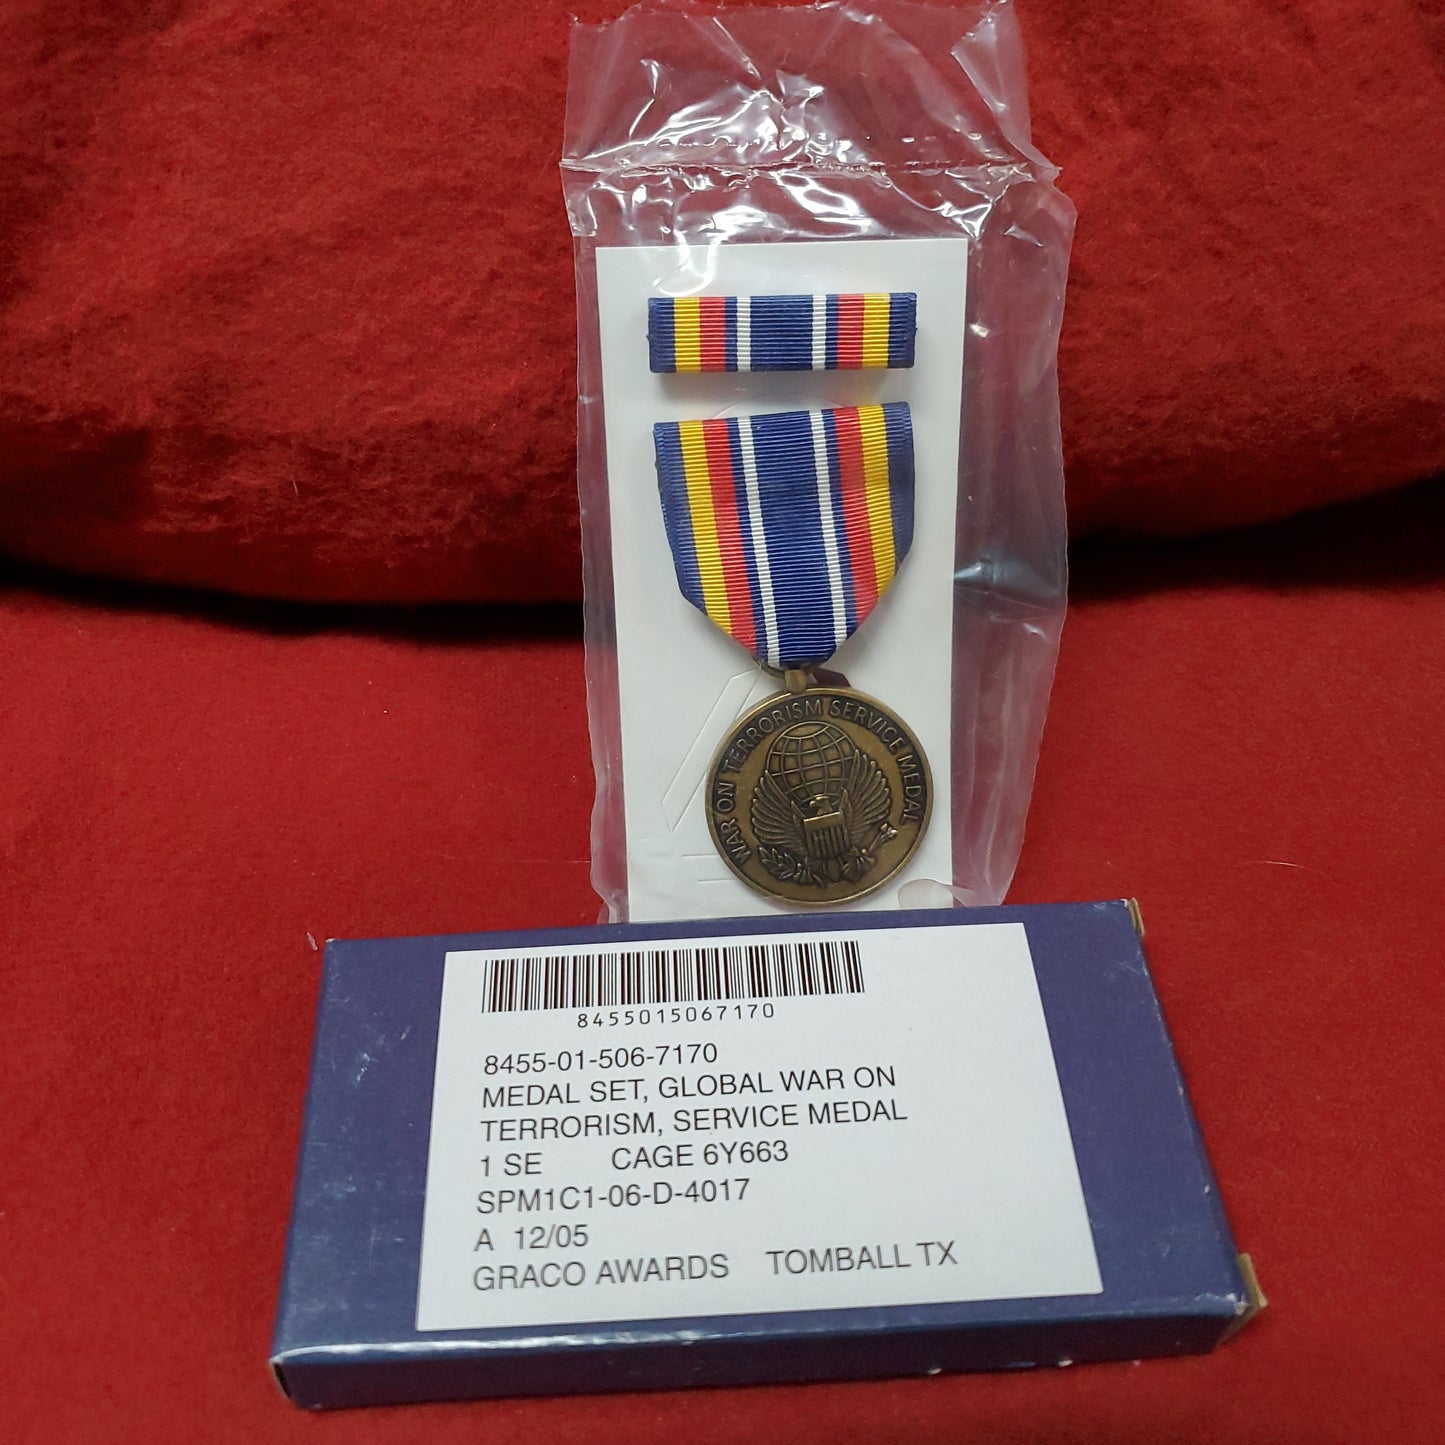 WAR ON TERRORISM SERVICE MEDAL
8455015067170
8455-01-506-7170
MEDAL SET, GLOBAL WAR ON
TERRORISM, SERVICE MEDAL
1 SE CAGE 6Y663
SPM1C1-06-D-4017
A 12/05
GRACO AWARDS TOMBALL TX